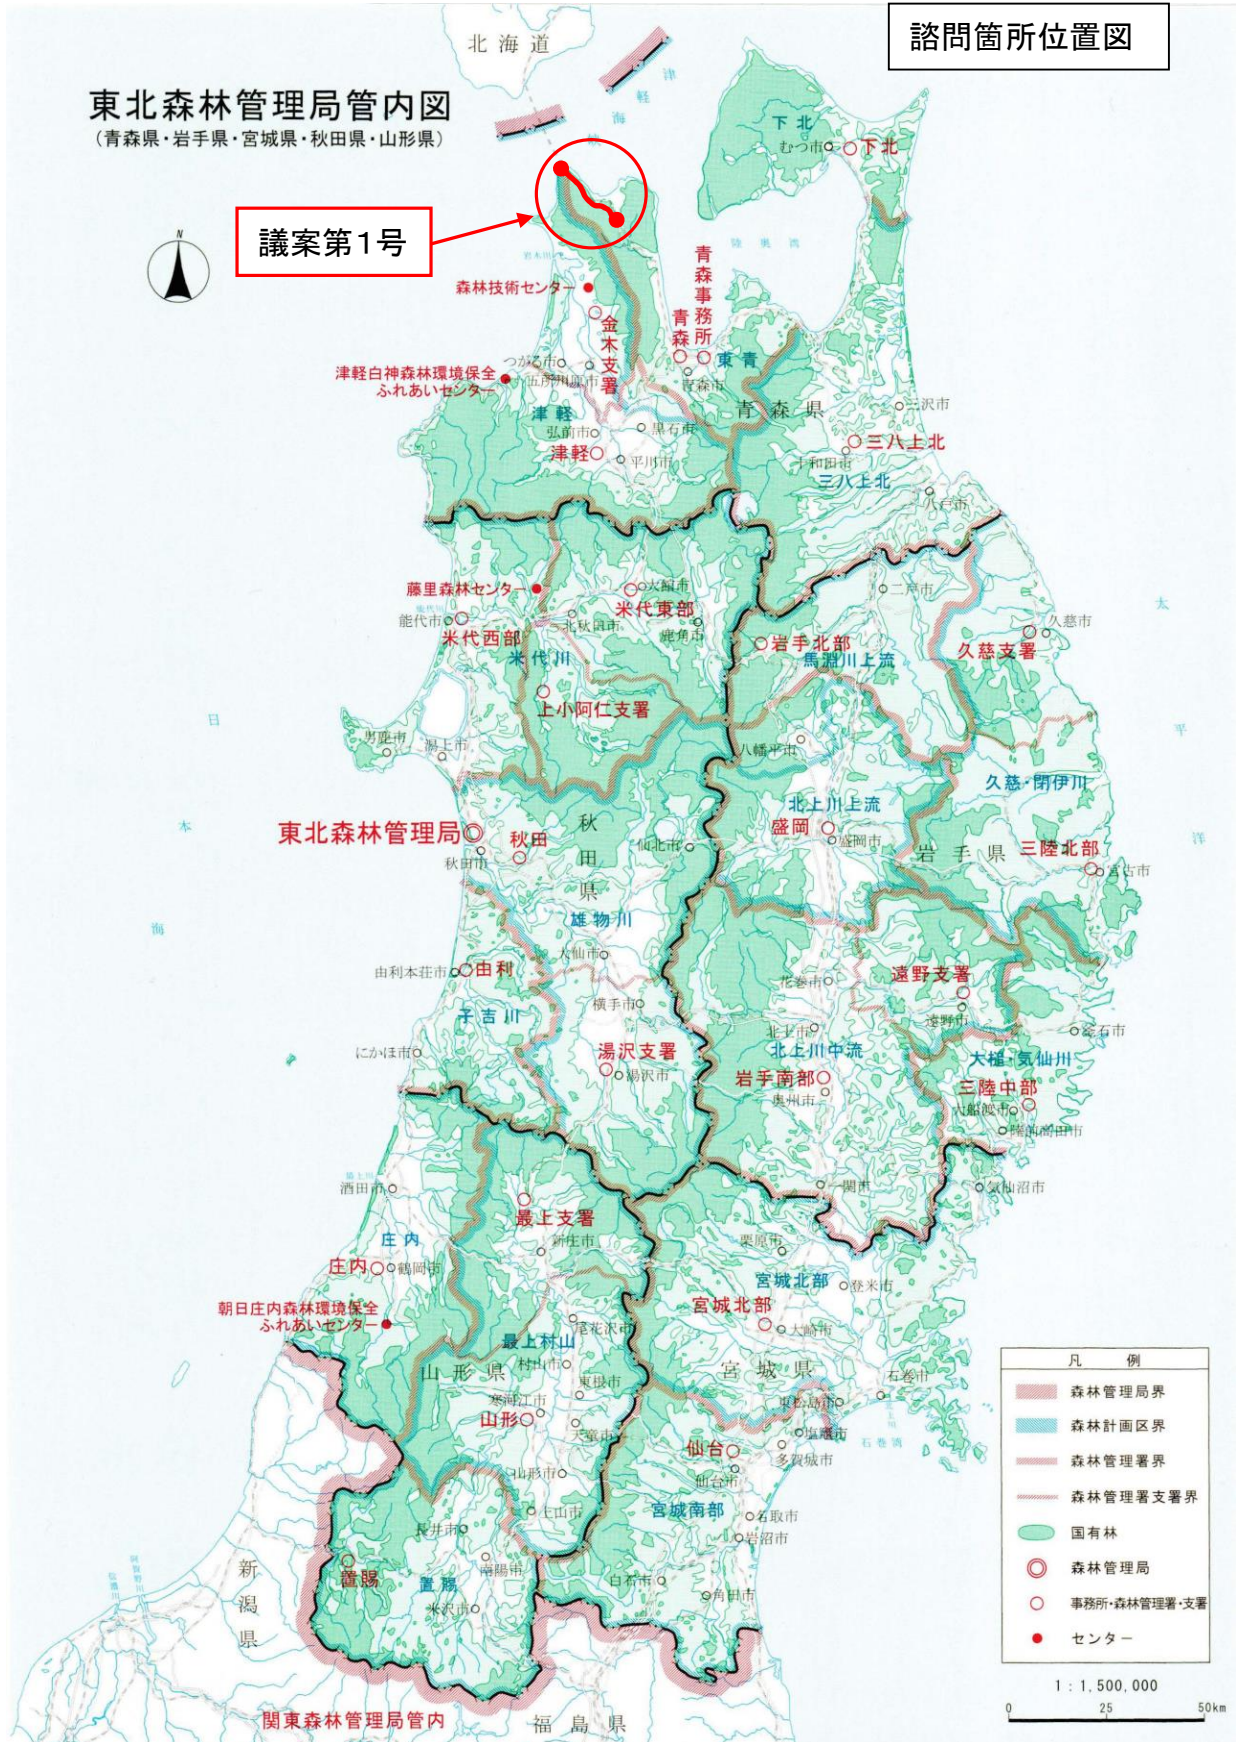 諮問箇所位置図
北海道
東北森林管理局管内図
(青森県・岩手県・宮城県・秋田県・山形県)
津軽海峡
議案第1号
N
下北
むつ市
下北
陸奥湾
岩木川
森林技術センター
金木支署
青森事務所
青森
東青
青森市
つがる市
五所川原市
津軽白神森林環境保全
ふれあいセンター
津軽
弘前市
黒石市
津軽
平川市
青森県
三沢市
三八上北
十和田市
三八上北
八戸市
藤里森林センター
大館市
米代東部
能代川
能代市
米代西部
北秋田市
鹿角市
米代川
上小阿仁支署
二戸市
岩手北部
馬淵川上流
久慈市
久慈支署
男鹿市
潟上市
八幡平市
久慈・閉伊川
北上川上流
盛岡
盛岡市
岩手県
三陸北部
宮古市
東北森林管理局
秋田市
秋田
秋田県
仙北市
雄物川
大仙市
由利本荘市
由利
子吉川
横手市
にかほ市
湯沢支署
湯沢市
花巻市
遠野支署
遠野市
北上市
北上川中流
岩手南部
奥州市
釜石市
大槌・気仙川
三陸中部
大船渡市
陸前高田市
一関市
気仙沼市
日本海
太平洋
最上川
酒田市
最上支署
新庄市
庄内
庄内
鶴岡市
朝日庄内森林環境保全
ふれあいセンター
栗原市
宮城北部
登米市
宮城北部
大崎市
尾花沢市
最上村山
村山市
山形県
東根市
寒河江市
山形
天童市
山形市
上山市
宮城県
石巻市
東松島市
北上川
石巻湾
塩竈市
多賀城市
仙台
仙台市
宮城南部
名取市
岩沼市
長井市
南陽市
置賜
置賜
米沢市
白石市
角田市
新潟県
阿賀野川
信濃川
関東森林管理局管内
福島県
凡例
森林管理局界
森林計画区界
森林管理署界
森林管理署支署界
国有林
森林管理局
事務所・森林管理署・支署
センター
1:1,500,000
0 25 50km